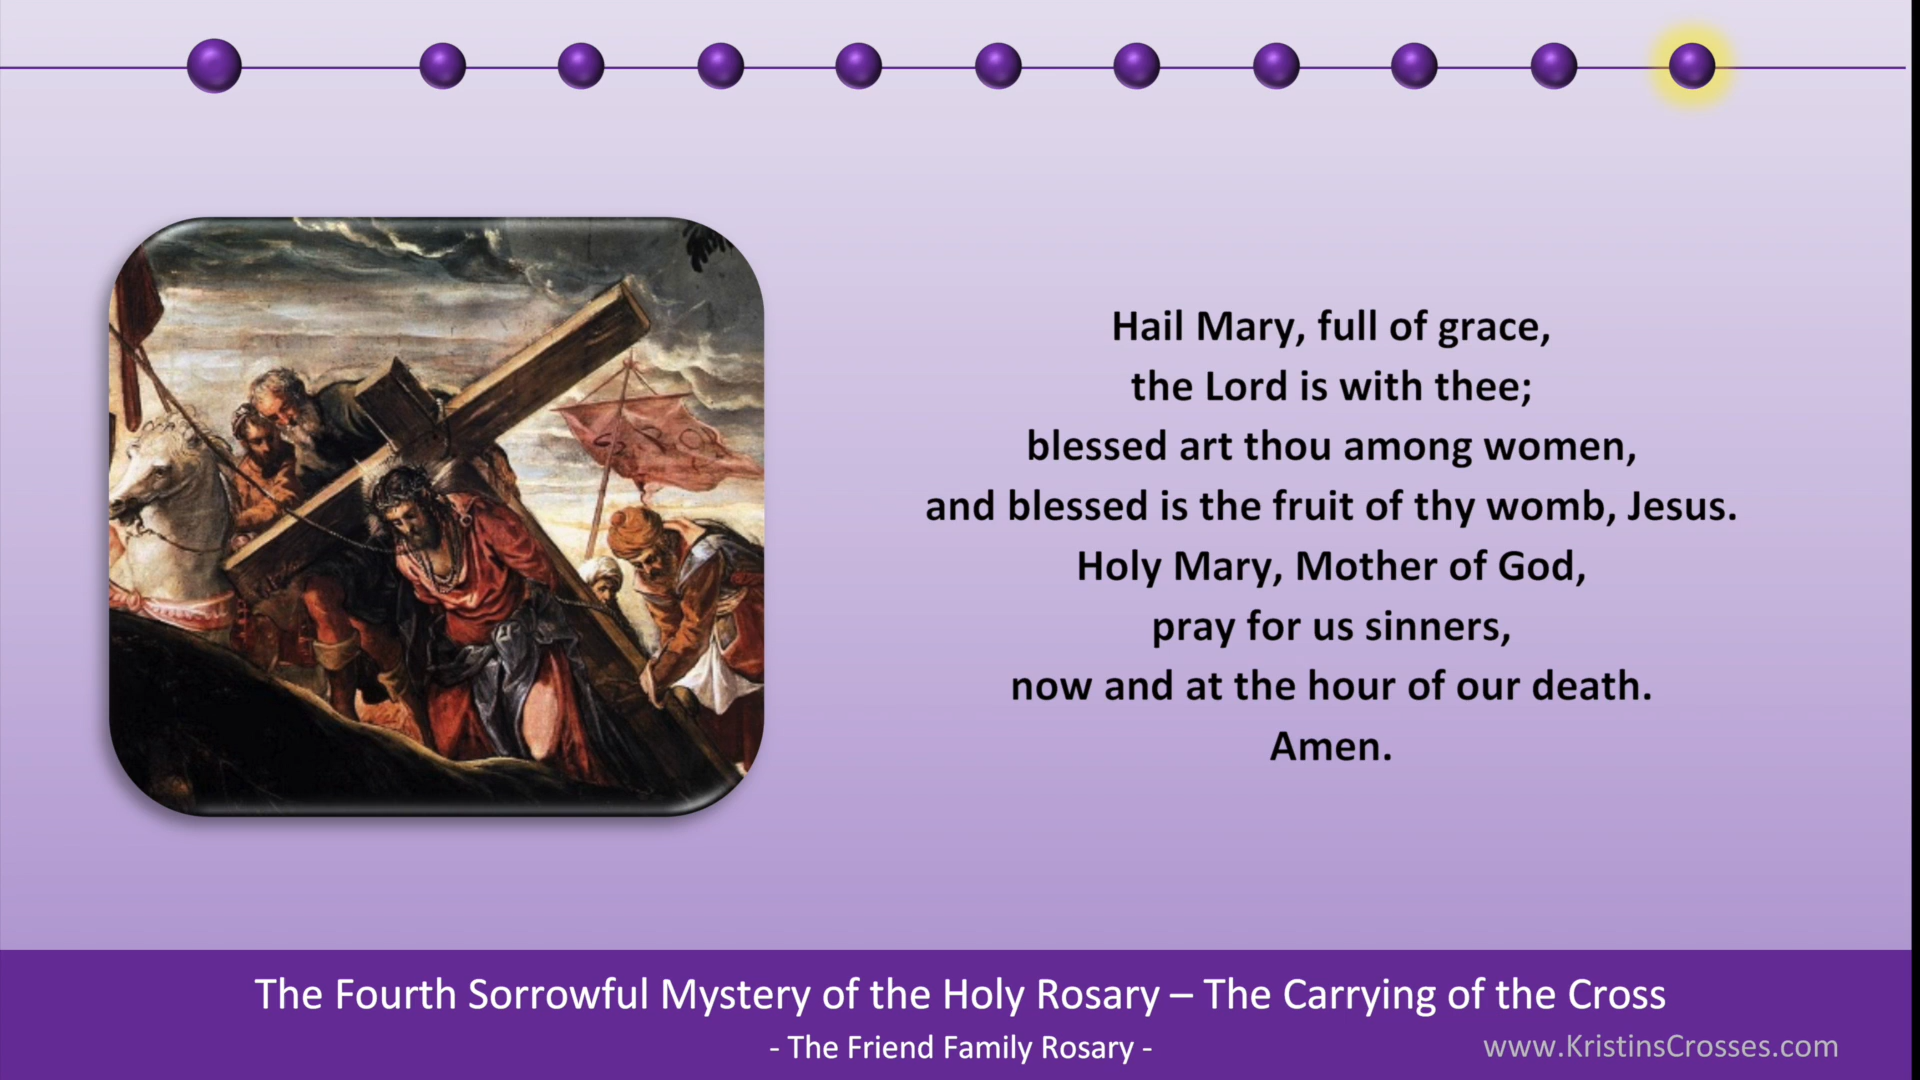 Hail Mary, full of grace,
the Lord is with thee;
blessed art thou among women,
and blessed is the fruit of thy womb, Jesus.
Holy Mary, Mother of God,
pray for us sinners,
now and at the hour of our death.
Amen.
The Fourth Sorrowful Mystery of the Holy Rosary – The Carrying of the Cross
- The Friend Family Rosary -
www.KristinsCrosses.com